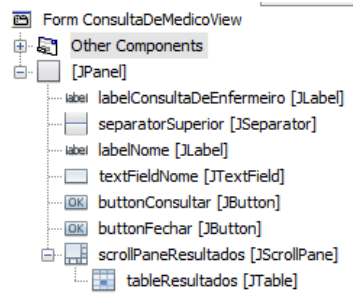 Form ConsultaDeMedicoView
Other Components
[JPanel]
label labelConsultaDeEnfermeiro [JLabel]
separatorSuperior [JSeparator]
label labelNome [JLabel]
textFieldNome [JTextField]
OK buttonConsultar [JButton]
OK buttonFechar [JButton]
scrollPaneResultados [JScrollPane]
tableResultados [JTable]